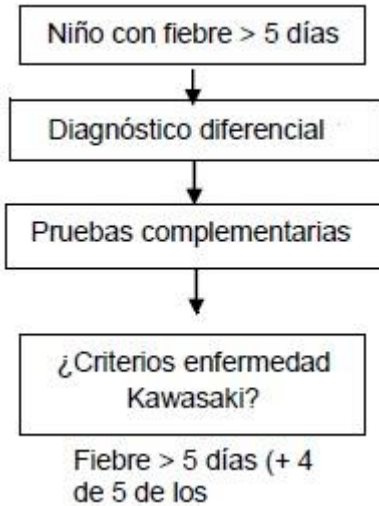 Niño con fiebre > 5 días
Diagnóstico diferencial
Pruebas complementarias
¿Criterios enfermedad
Kawasaki?
Fiebre > 5 días (+ 4
de 5 de los